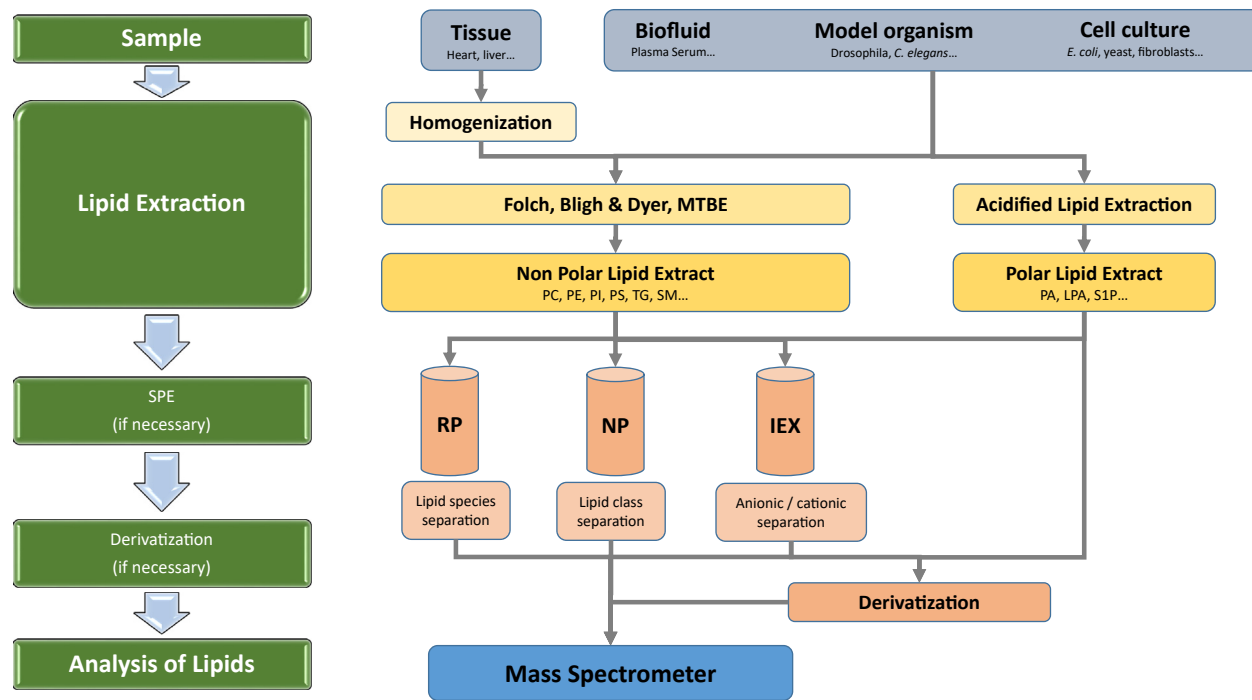 Sample
Lipid Extraction
SPE
(if necessary)
Derivatization
(if necessary)
Analysis of Lipids
Tissue
Heart, liver...
Biofluid
Plasma Serum...
Model organism
Drosophila, C. elegans...
Cell culture
E. coli, yeast, fibroblasts...
Homogenization
Folch, Bligh & Dyer, MTBE
Acidified Lipid Extraction
Non Polar Lipid Extract
PC, PE, PI, PS, TG, SM...
Polar Lipid Extract
PA, LPA, S1P...
RP
NP
IEX
Lipid species
separation
Lipid class
separation
Anionic / cationic
separation
Derivatization
Mass Spectrometer